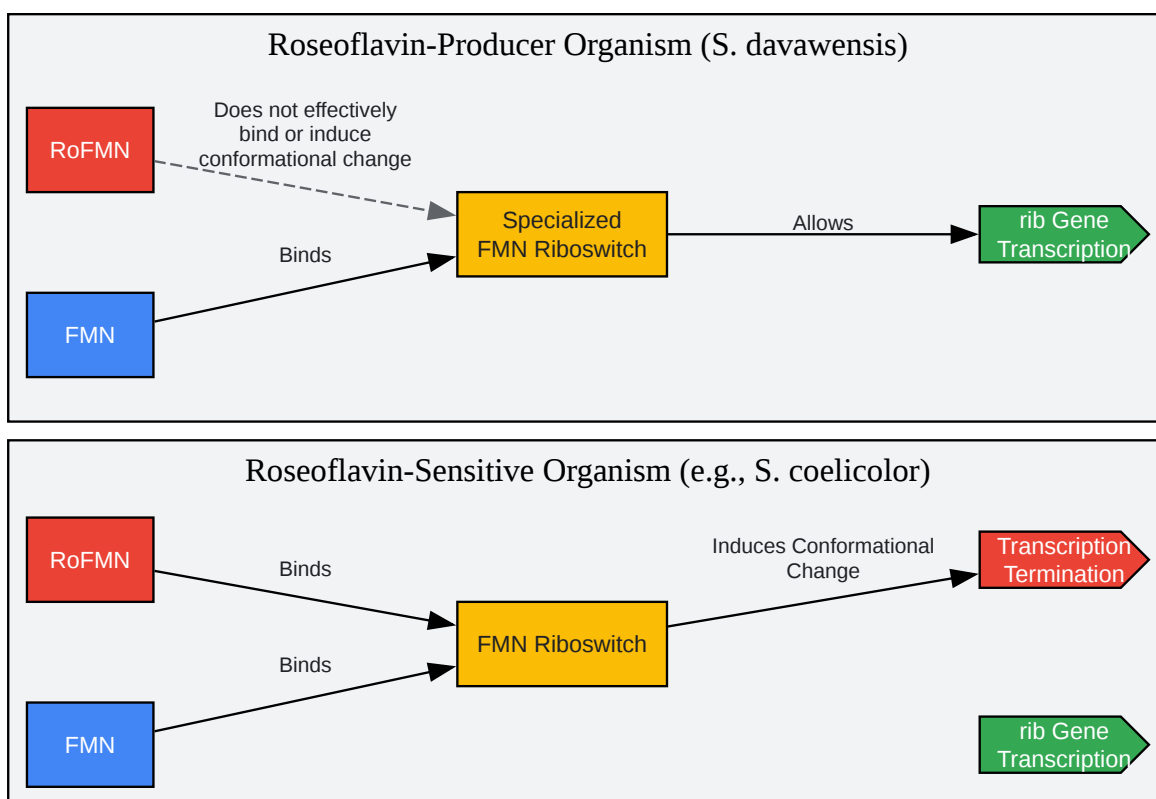 Roseoflavin-Producer Organism (S. davawensis)
RoFMN
Does not effectively
bind or induce
conformational change
Specialized
FMN Riboswitch
Allows
rib Gene
Transcription
Binds
FMN
Roseoflavin-Sensitive Organism (e.g., S. coelicolor)
RoFMN
Binds
Induces Conformational
Change
Transcription
Termination
FMN Riboswitch
Binds
FMN
rib Gene
Transcription